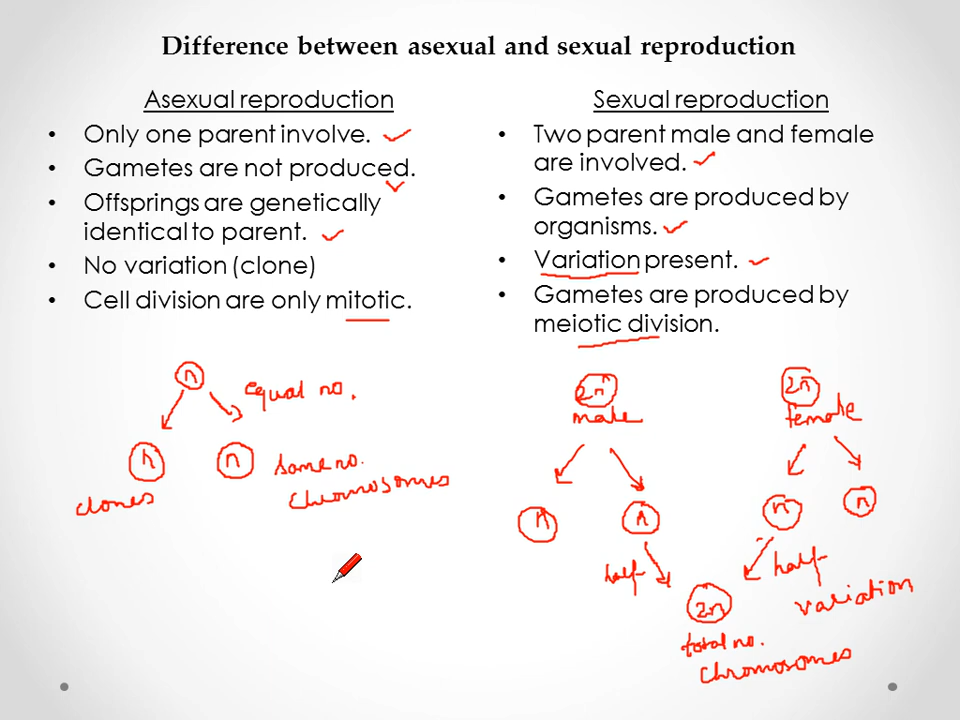 Difference between asexual and sexual reproduction
Asexual reproduction
• Only one parent involve.
• Gametes are not produced.
• Offsprings are genetically
identical to parent.
• No variation (clone)
• Cell division are only mitotic.
Sexual reproduction
• Two parent male and female
are involved.
• Gametes are produced by
organisms.
• Variation present.
• Gametes are produced by
meiotic division.
n
equal no.
n
n
same no.
chromosomes
clones
2n
male
2n
female
n
n
n
n
half
half
2n
variation
total no.
chromosomes